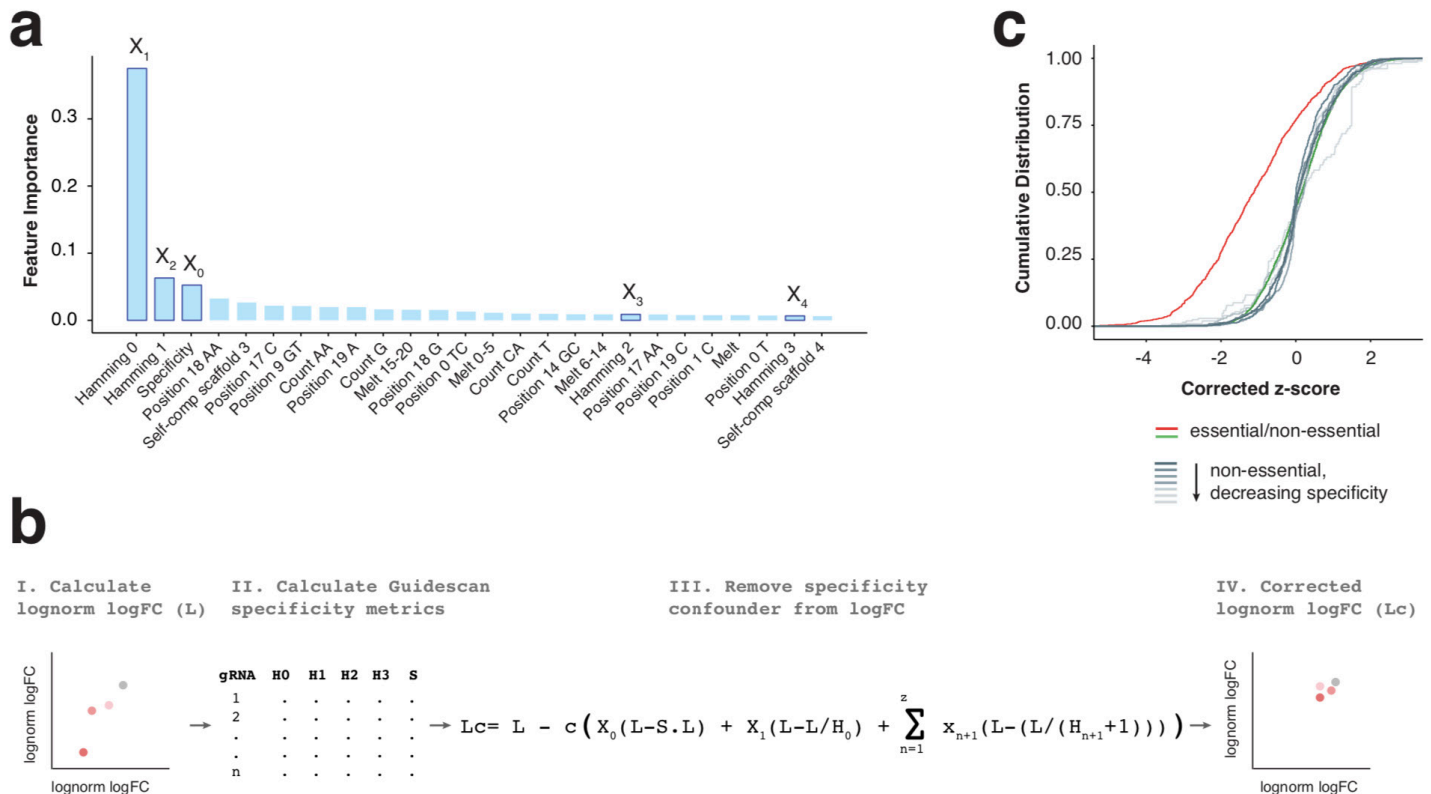 a
X1
X2
X0
X3
X4
Feature Importance
0.3
0.2
0.1
0.0
Hamming 0
Hamming 1
Specificity
Position 18 AA
Self-comp scaffold 3
Position 17 C
Position 9 GT
Count AA
Position 19 A
Count G
Melt 15-20
Position 18 G
Position 0 TC
Melt 0-5
Count CA
Count T
Position 14 GC
Melt 6-14
Hamming 2
Position 17 AA
Position 19 C
Position 1 C
Melt
Position 0 T
Hamming 3
Self-comp scaffold 4
c
Cumulative Distribution
1.00
0.75
0.50
0.25
0.00
-4
-2
0
2
Corrected z-score
essential/non-essential
non-essential,
decreasing specificity
b
I. Calculate
lognorm logFC (L)
lognorm logFC
lognorm logFC
II. Calculate Guidescan
specificity metrics
gRNA H0 H1 H2 H3 S
1 . . . . .
2 . . . . .
. . . . . .
. . . . . .
n . . . . .
III. Remove specificity
confounder from logFC
Lc= L - c(X0(L-S.L) + X1(L-L/H0) + z∑n=1 xn+1(L-(L/(Hn+1+1))))
IV. Corrected
lognorm logFC (Lc)
lognorm logFC
lognorm logFC